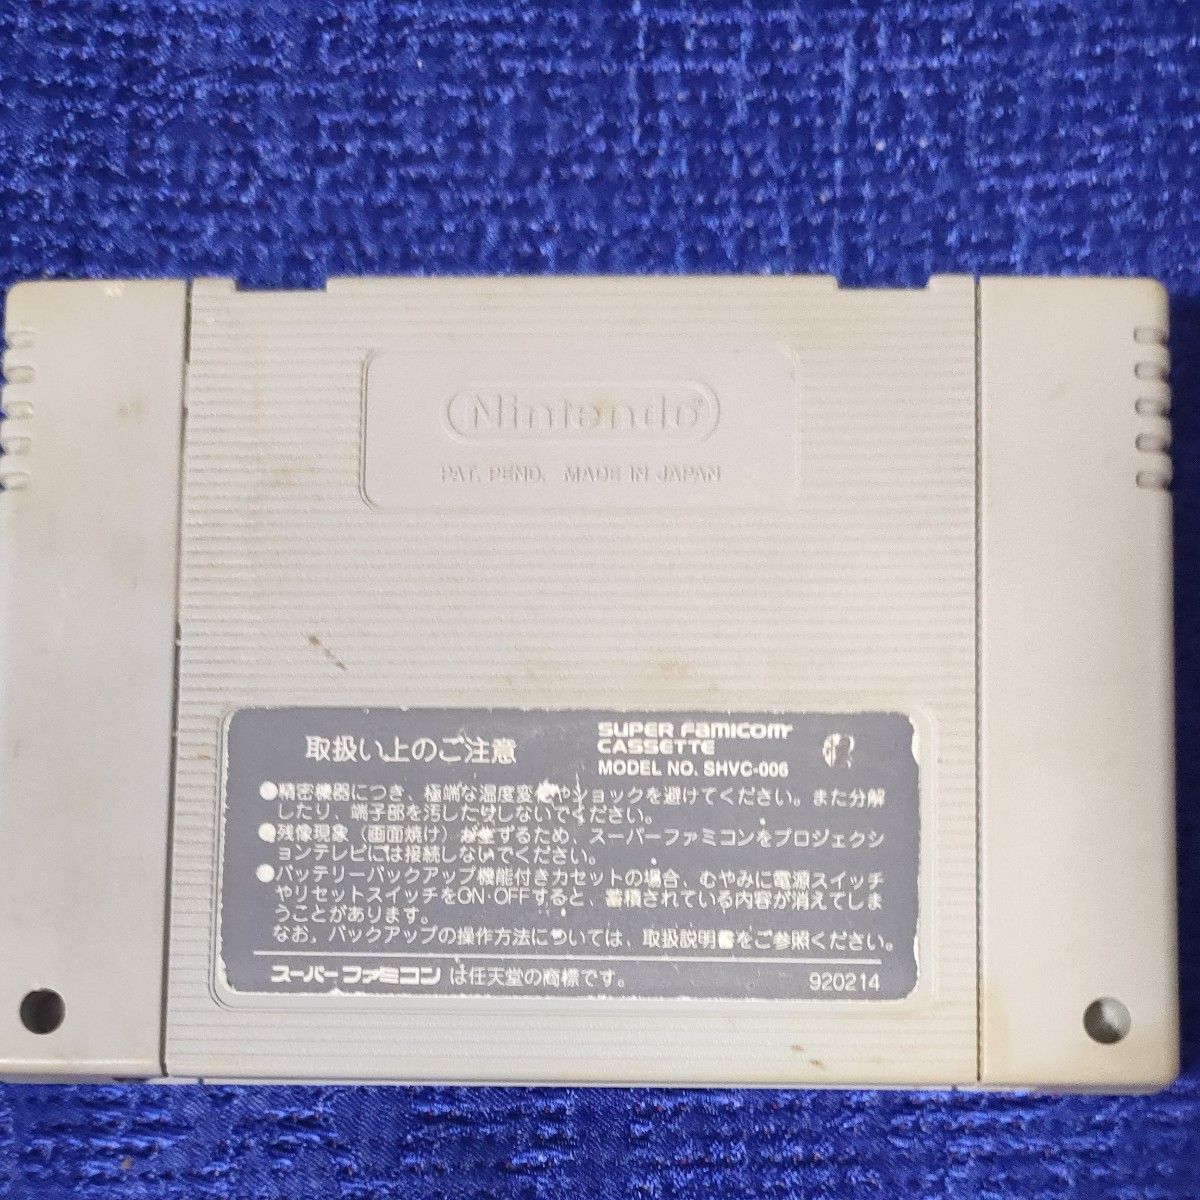 Nintendo®
PAT. PEND. MADE IN JAPAN
取扱い上のご注意
SUPER FAMICOM
CASSETTE
MODEL NO. SHVC-006
●精密機器につき、極端な温度変化やショックを避けてください。また分解
したり、端子部を汚したりしないでください。
●残像現象(画面焼け)が生ずるため、スーパーファミコンをプロジェクシ
ョンテレビには接続しないでください。
●バッテリーバックアップ機能付きカセットの場合、むやみに電源スイッチ
やリセットスイッチをON・OFFすると、蓄積されている内容が消えてしま
うことがあります。
なお、バックアップの操作方法については、取扱説明書をご参照ください。
スーパーファミコンは任天堂の商標です。
920214